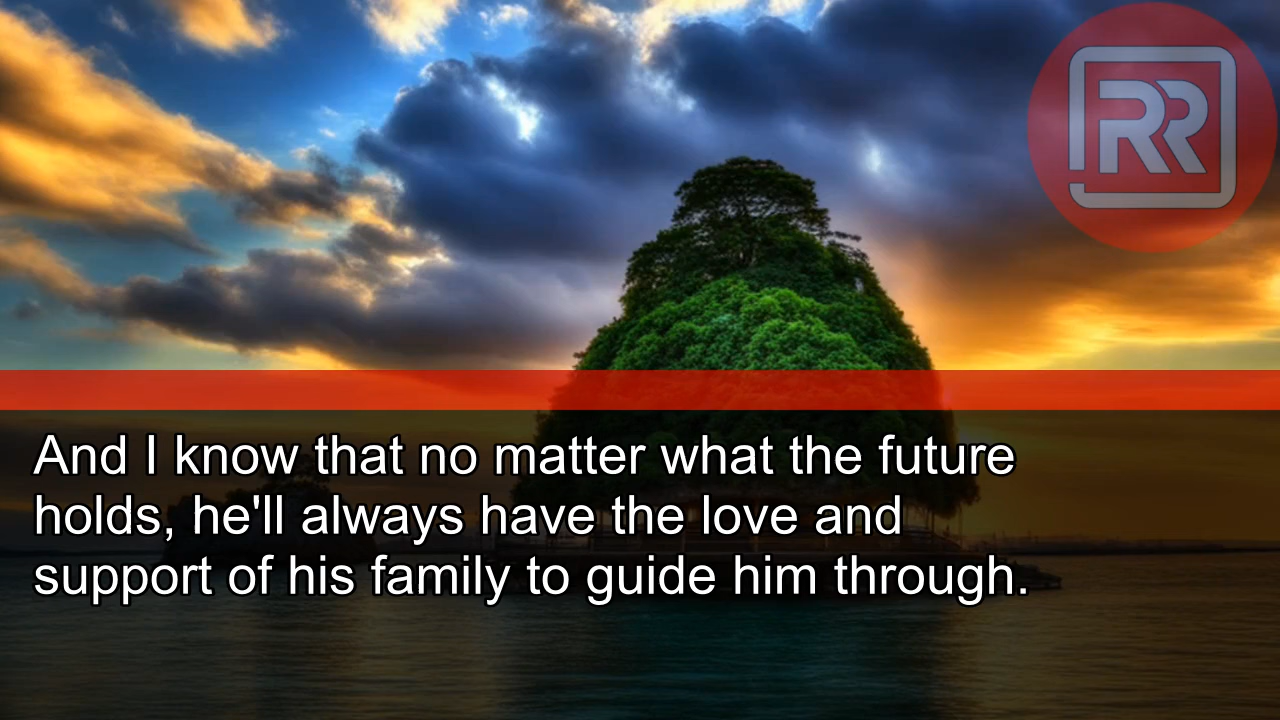 RR
And I know that no matter what the future
holds, he'll always have the love and
support of his family to guide him through.